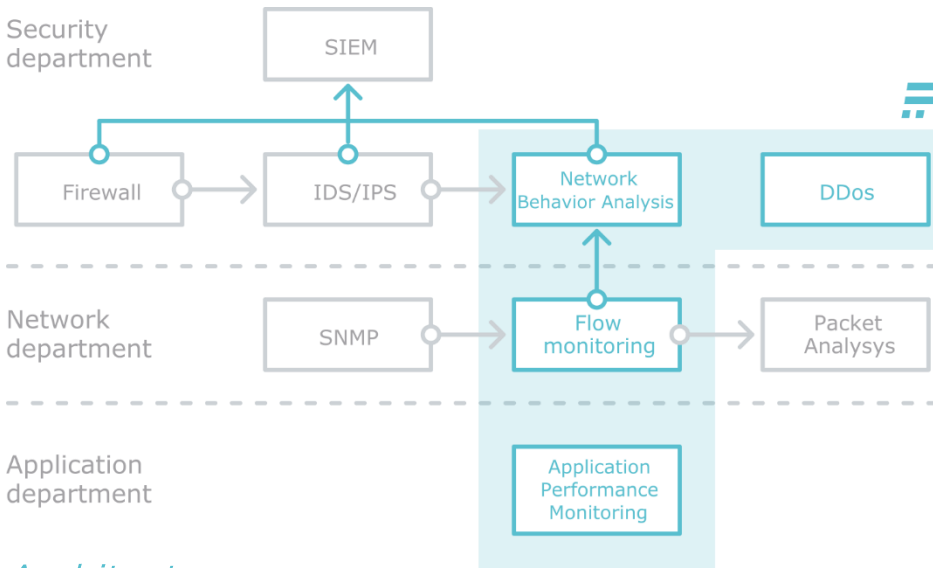 Security
department
SIEM
Firewall
IDS/IPS
Network
Behavior Analysis
DDos
Network
department
SNMP
Flow
monitoring
Packet
Analysys
Application
department
Application
Performance
Monitoring